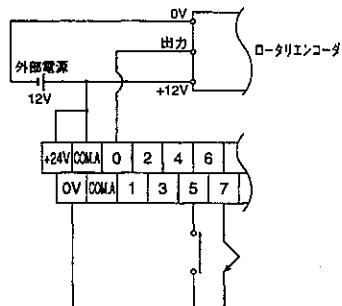 0V
出力
ロータリエンコーダ
外部電源
12V
+12V
+24V COM.A 0 2 4 6
0V COM.A 1 3 5 7